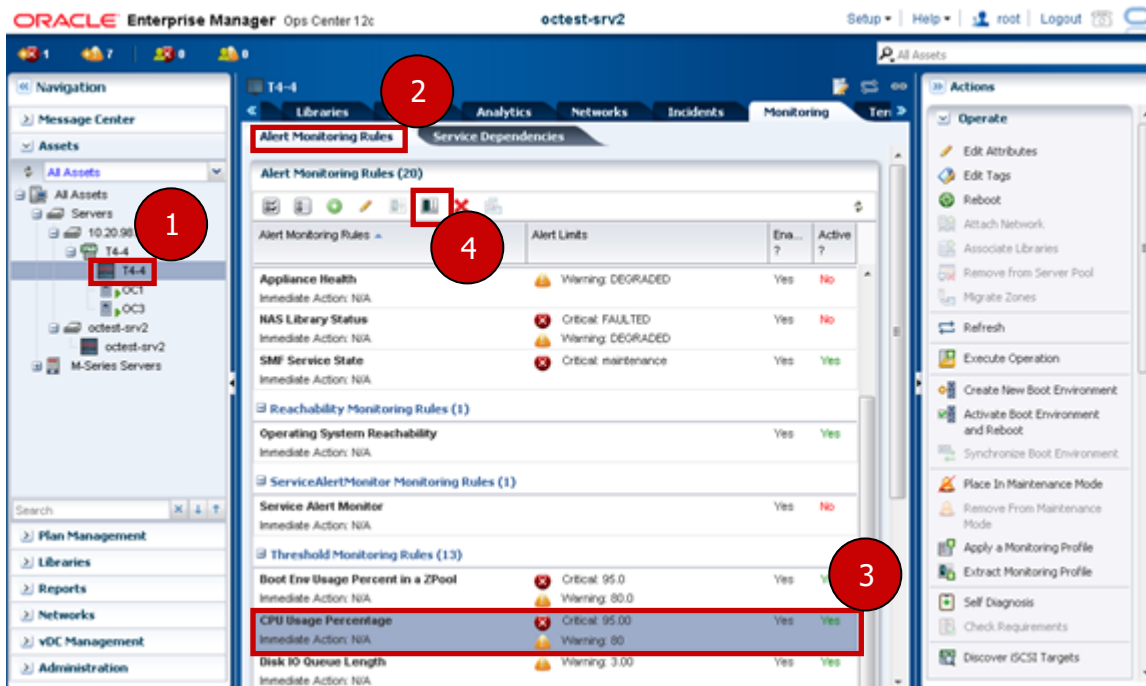 ORACLE Enterprise Manager Ops Center 12c
octest-srv2
Setup Help root Logout
1 7 0 0
All Assets
Navigation
Message Center
Assets
All Assets
All Assets
Servers
10.20.98
T4-4
T4-4
OC1
OC3
octest-srv2
octest-srv2
M-Series Servers
1
Search
Plan Management
Libraries
Reports
Networks
vDC Management
Administration
T4-4
2
Libraries Analytics Networks Incidents Monitoring Ter
Alert Monitoring Rules Service Dependencies
Alert Monitoring Rules (20)
4
Alert Monitoring Rules Alert Limits Ena... ? Active ?
Appliance Health Warning: DEGRADED Yes No
Immediate Action: N/A
NAS Library Status Critical: FAULTED Yes No
Immediate Action: N/A Warning: DEGRADED
SMF Service State Critical: maintenance Yes Yes
Immediate Action: N/A
Reachability Monitoring Rules (1)
Operating System Reachability Yes Yes
Immediate Action: N/A
ServiceAlertMonitor Monitoring Rules (1)
Service Alert Monitor Yes No
Immediate Action: N/A
Threshold Monitoring Rules (13)
Boot Env Usage Percent in a ZPool Critical: 95.0 Yes
Immediate Action: N/A Warning: 80.0
3
CPU Usage Percentage Critical: 95.00 Yes Yes
Immediate Action: N/A Warning: 80
Disk IO Queue Length Warning: 3.00 Yes Yes
Immediate Action: N/A
Actions
Operate
Edit Attributes
Edit Tags
Reboot
Attach Network
Associate Libraries
Remove from Server Pool
Migrate Zones
Refresh
Execute Operation
Create New Boot Environment
Activate Boot Environment
and Reboot
Synchronize Boot Environment
Place In Maintenance Mode
Remove From Maintenance
Mode
Apply a Monitoring Profile
Extract Monitoring Profile
Self Diagnosis
Check Requirements
Discover iSCSI Targets